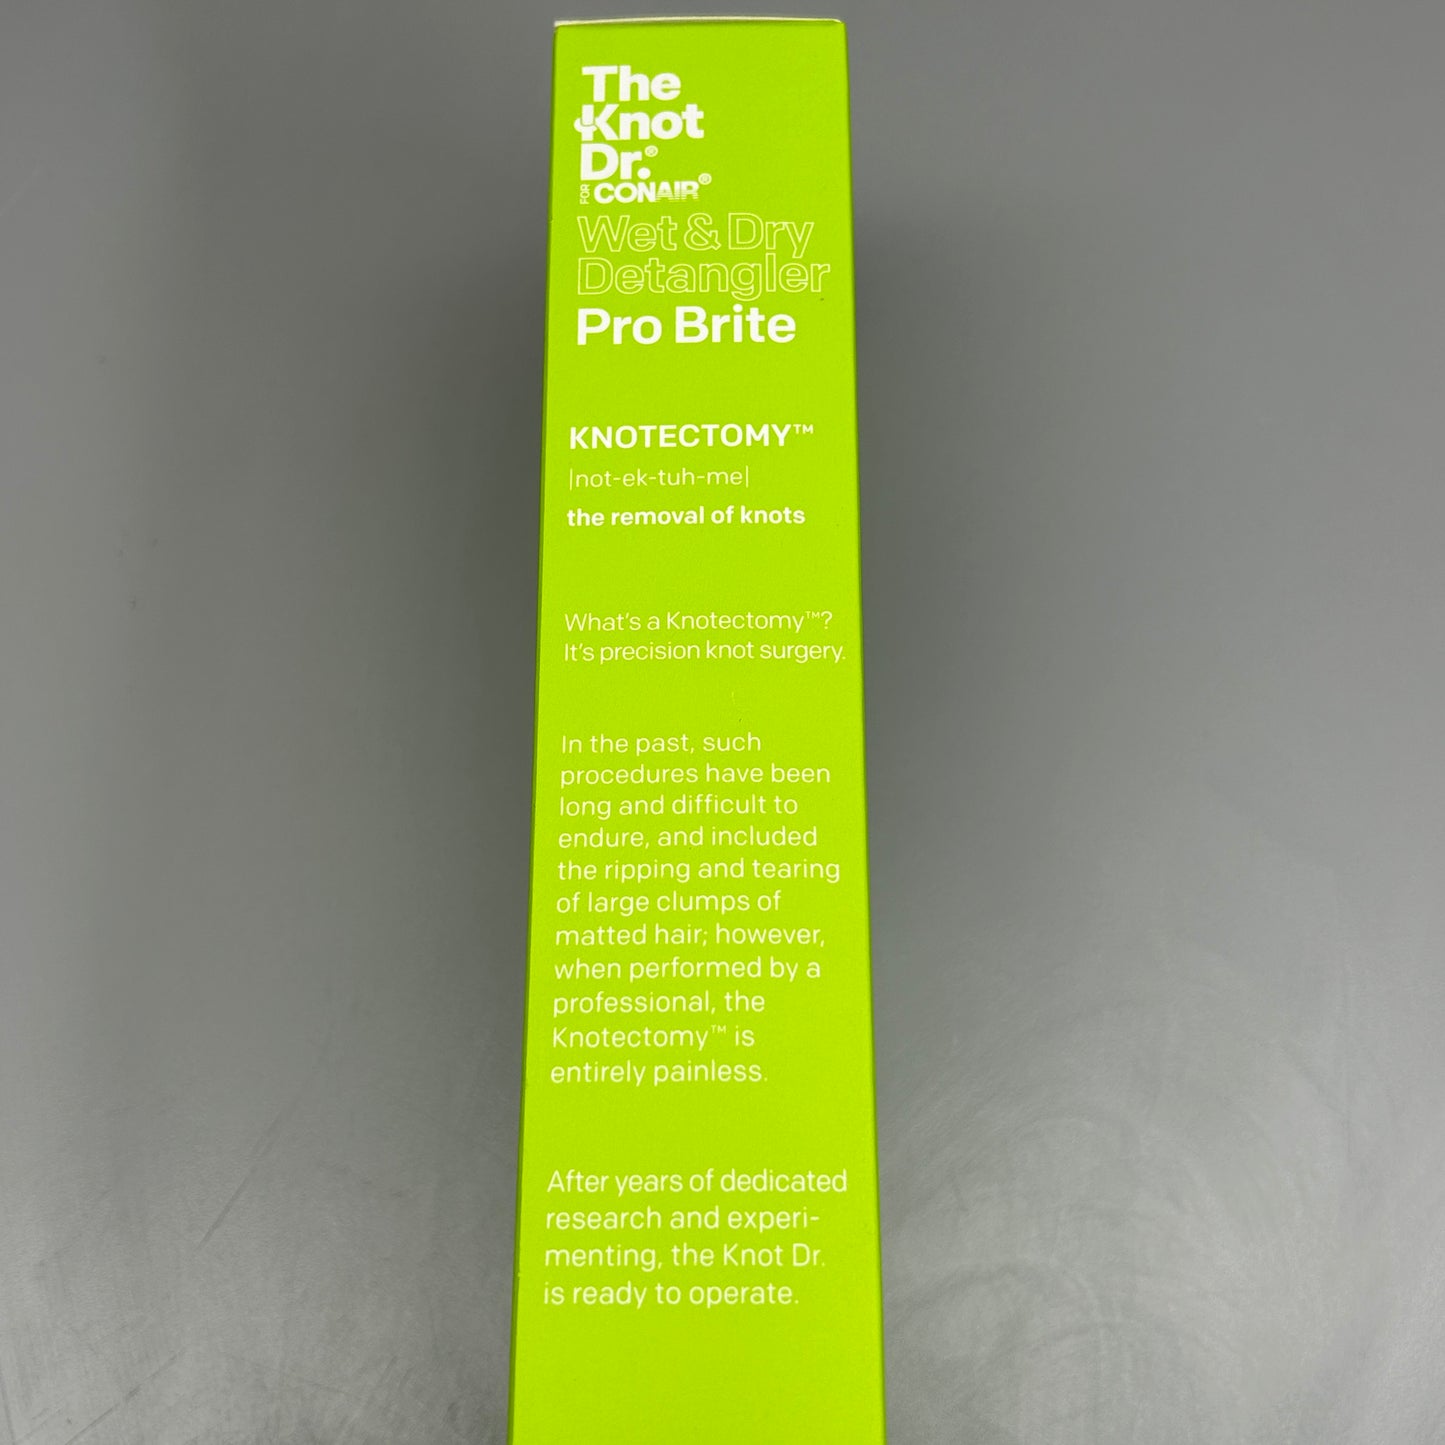 The
Knot
Dr.®
FOR CONAIR®
Wet & Dry
Detangler
Pro Brite
KNOTECTOMY™
|not-ek-tuh-me|
the removal of knots
What's a Knotectomy™?
It's precision knot surgery.
In the past, such
procedures have been
long and difficult to
endure, and included
the ripping and tearing
of large clumps of
matted hair; however,
when performed by a
professional, the
Knotectomy™ is
entirely painless.
After years of dedicated
research and experi-
menting, the Knot Dr.
is ready to operate.